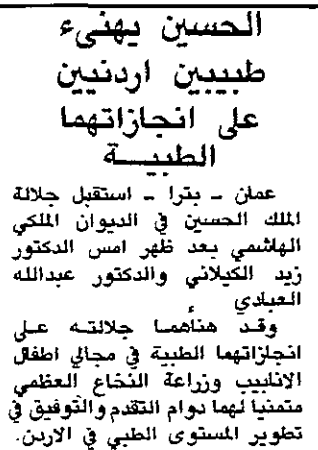 الحسين يهنىء
طبيبين اردنيين
على انجازاتهما
الطبيـــة
عمان - بترا - استقبل جلالة
الملك الحسين في الديوان الملكي
الهاشمي بعد ظهر امس الدكتور
زيد الكيلاني والدكتور عبدالله
العبادي
وقد هنأهما جلالته على
انجازاتهما الطبية في مجالي اطفال
الانابيب وزراعة النخاع العظمي
متمنيا لهما دوام التقدم والتوفيق في
تطوير المستوى الطبي في الاردن.